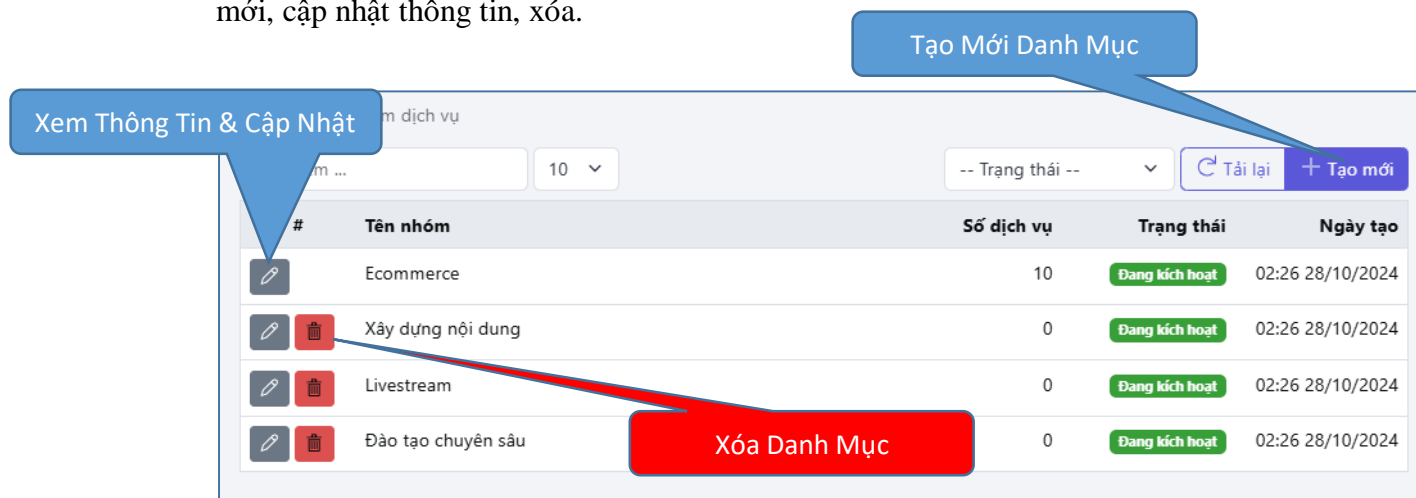 mới, cập nhật thông tin, xóa.
Tạo Mới Danh Mục
Xem Thông Tin & Cập Nhật
dịch vụ
... 10 -- Trạng thái -- Tải lại + Tạo mới
# Tên nhóm Số dịch vụ Trạng thái Ngày tạo
Ecommerce 10 Đang kích hoạt 02:26 28/10/2024
Xây dựng nội dung 0 Đang kích hoạt 02:26 28/10/2024
Livestream 0 Đang kích hoạt 02:26 28/10/2024
Đào tạo chuyên sâu 0 Đang kích hoạt 02:26 28/10/2024
Xóa Danh Mục